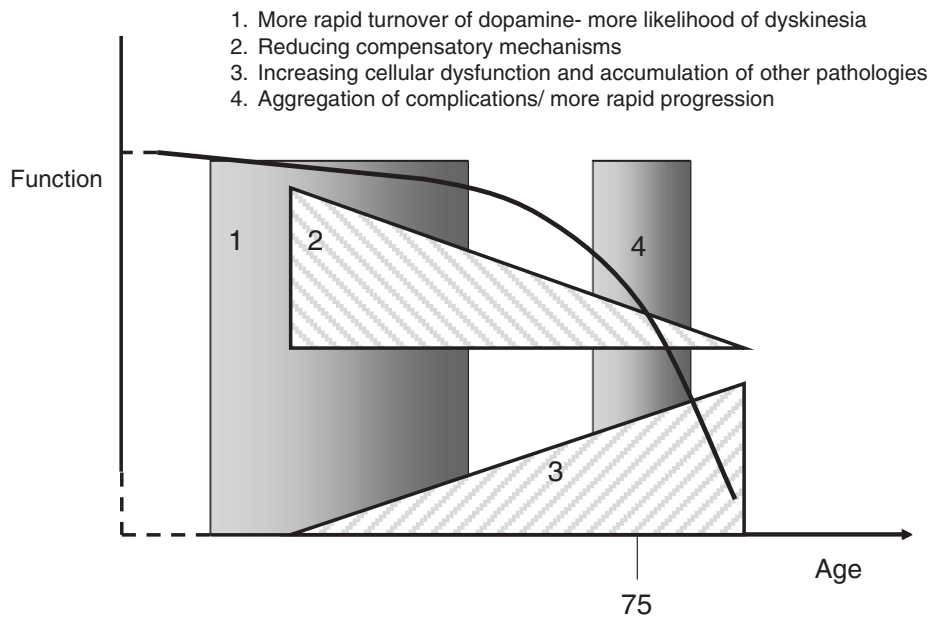 1. More rapid turnover of dopamine- more likelihood of dyskinesia
2. Reducing compensatory mechanisms
3. Increasing cellular dysfunction and accumulation of other pathologies
4. Aggregation of complications/ more rapid progression
Function
1
2
4
3
Age
75